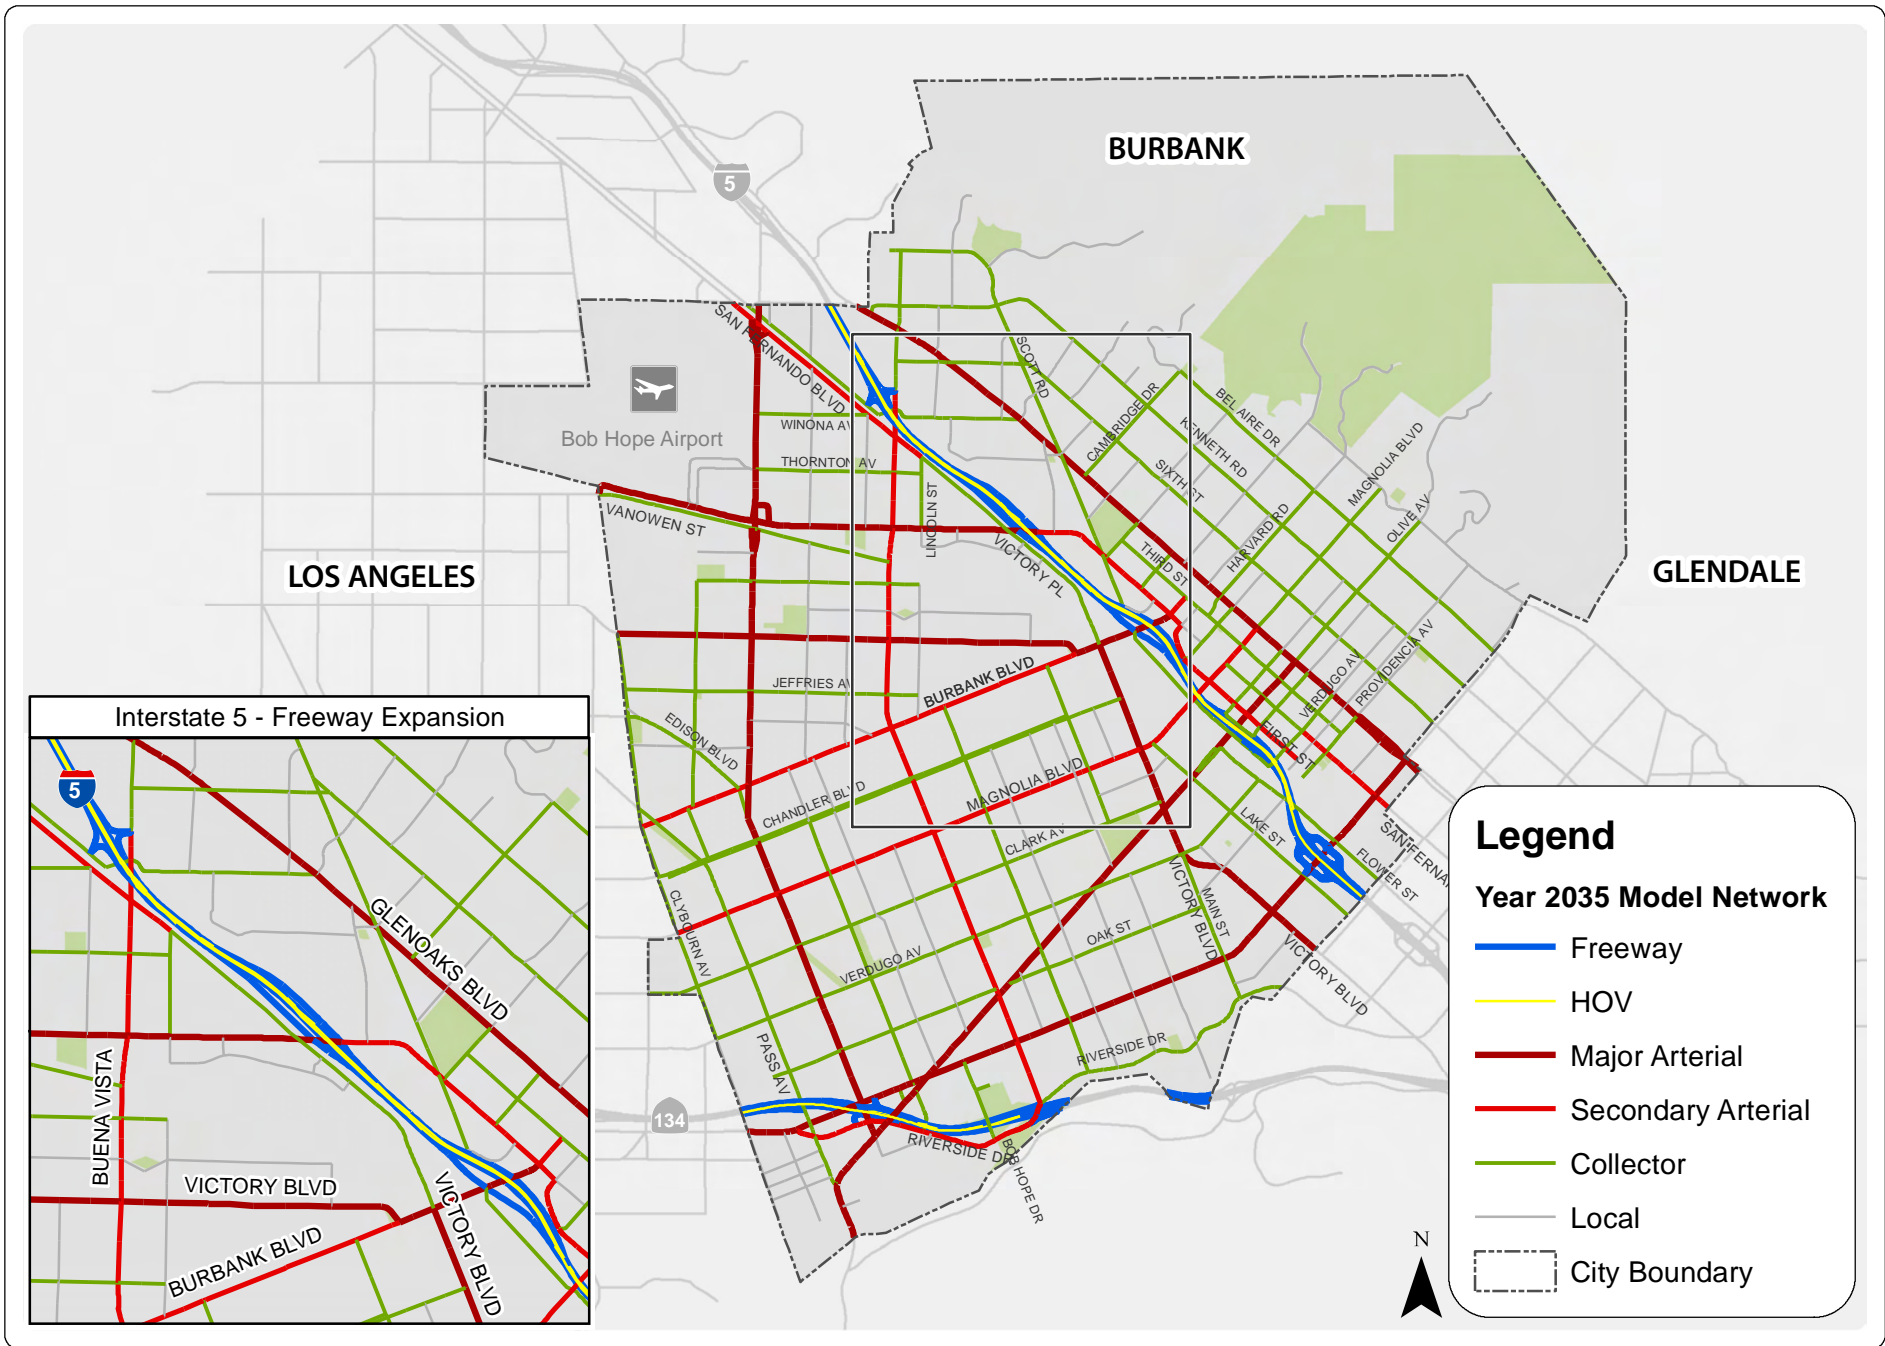 BURBANK
5
SAN FERNANDO BLVD
SCOTT RD
Bob Hope Airport
WINONA AV
THORNTON AV
CAMBRIDGE DR
BEL AIRE DR
KENNETH RD
SIXTH ST
MAGNOLIA BLVD
OLIVE AV
HARVARD RD
VANOWEN ST
LINCOLN ST
VICTORY PL
THIRD ST
LOS ANGELES
GLENDALE
JEFFRIES AV
BURBANK BLVD
EDISON BLVD
VERDUGO AV
PROVIDENCIA AV
FIRST ST
CHANDLER BLVD
MAGNOLIA BLVD
CLARK AV
LAKE ST
FLOWER ST
SAN FERNA
CLYBOURN AV
VERDUGO AV
OAK ST
VICTORY BLVD
MAIN ST
VICTORY BLVD
PASS AV
RIVERSIDE DR
134
RIVERSIDE DR
BOB HOPE DR
Interstate 5 - Freeway Expansion
5
GLENOAKS BLVD
BUENA VISTA
VICTORY BLVD
VICTORY BLVD
BURBANK BLVD
N
Legend
Year 2035 Model Network
Freeway
HOV
Major Arterial
Secondary Arterial
Collector
Local
City Boundary